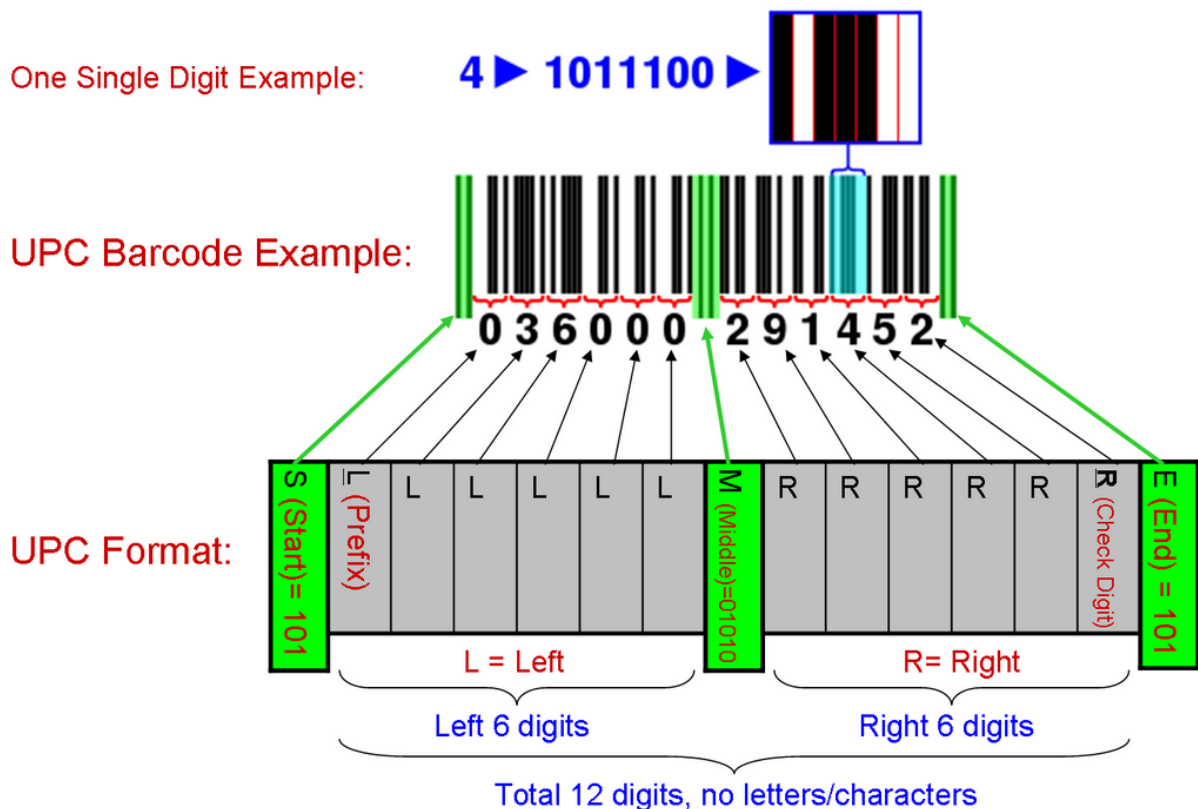 One Single Digit Example:
4 ► 1011100 ►
UPC Barcode Example:
0 3 6 0 0 0 2 9 1 4 5 2
UPC Format:
S (Start)= 101
L (Prefix)
L
L
L
L
L
M (Middle)=01010
R
R
R
R
R
R (Check Digit)
E (End) = 101
L = Left
R= Right
Left 6 digits
Right 6 digits
Total 12 digits, no letters/characters